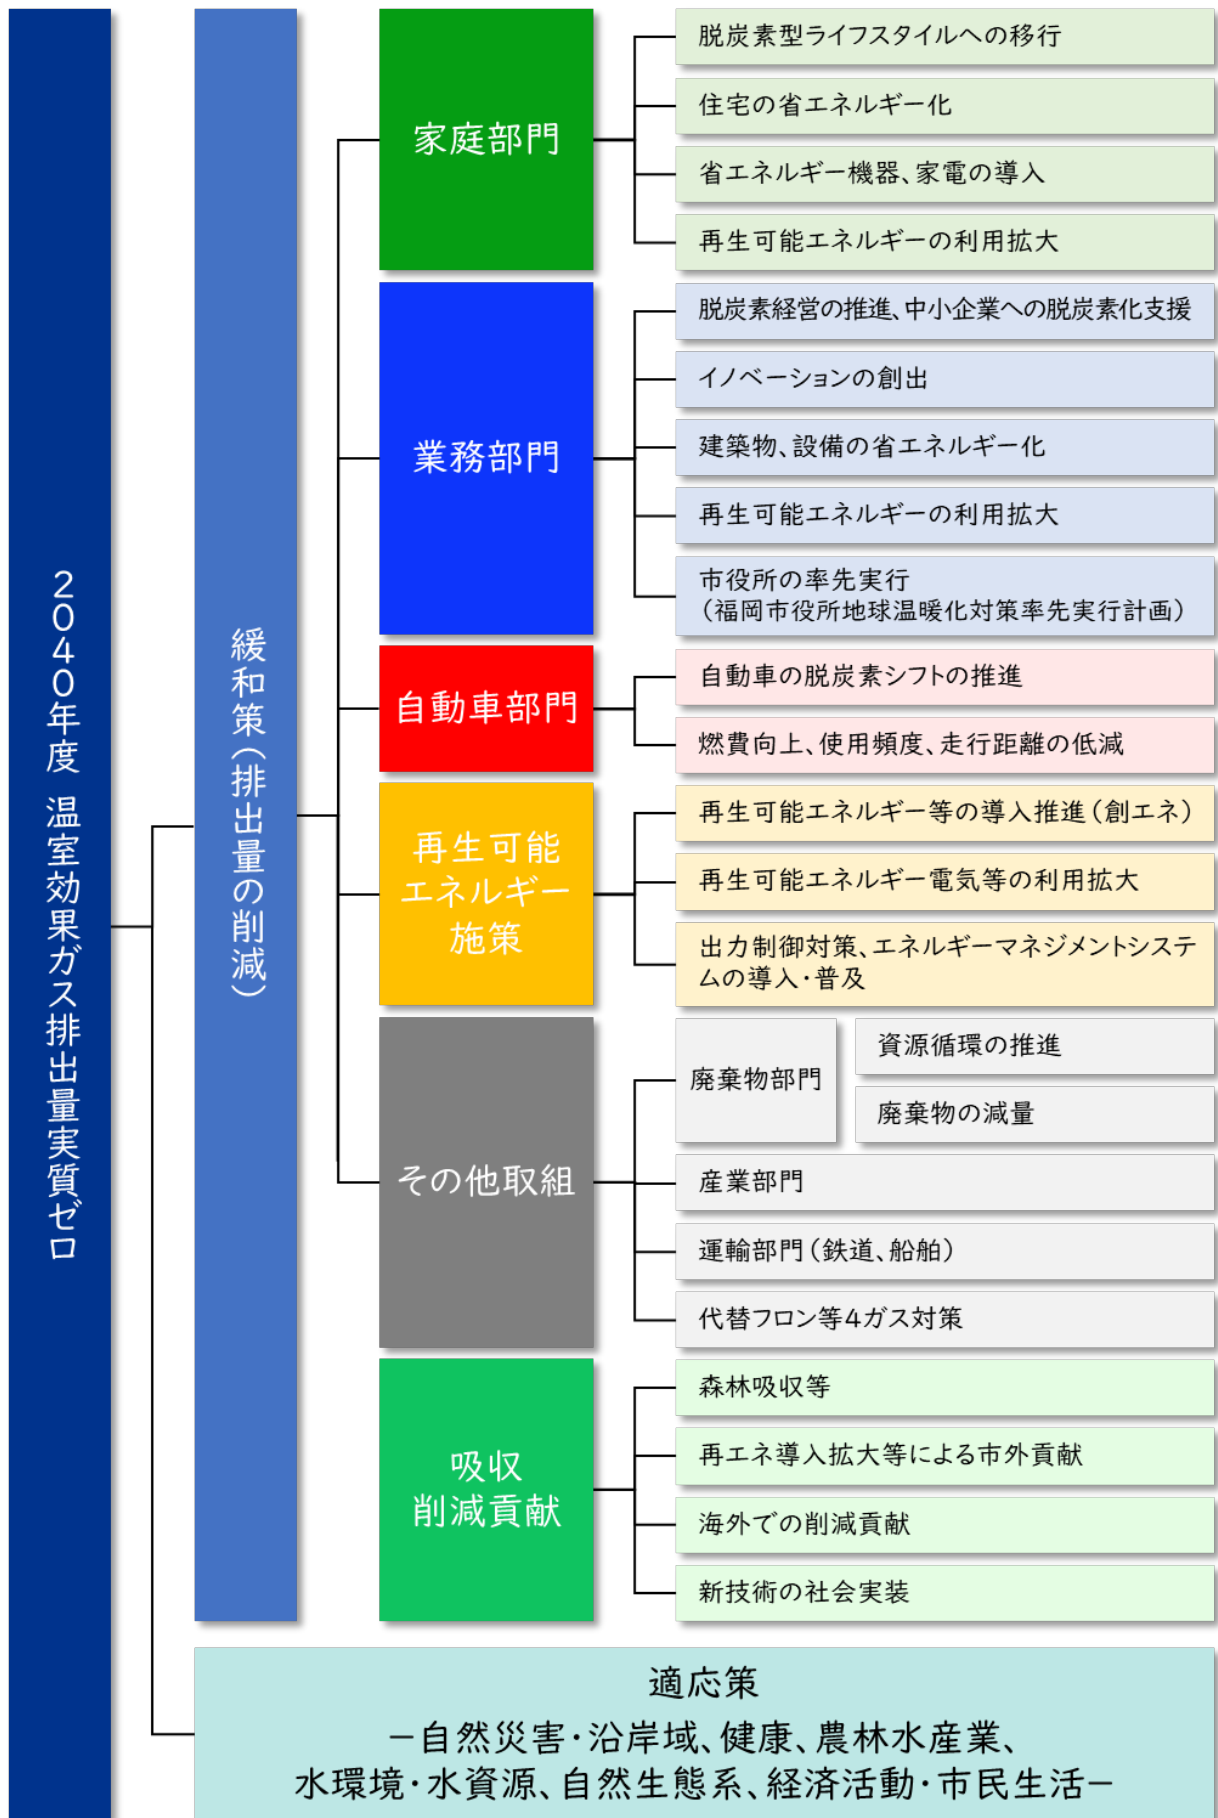 2040年度 温室効果ガス排出量実質ゼロ
緩和策(排出量の削減)
家庭部門
脱炭素型ライフスタイルへの移行
住宅の省エネルギー化
省エネルギー機器、家電の導入
再生可能エネルギーの利用拡大
業務部門
脱炭素経営の推進、中小企業への脱炭素化支援
イノベーションの創出
建築物、設備の省エネルギー化
再生可能エネルギーの利用拡大
市役所の率先実行
(福岡市役所地球温暖化対策率先実行計画)
自動車部門
自動車の脱炭素シフトの推進
燃費向上、使用頻度、走行距離の低減
再生可能
エネルギー
施策
再生可能エネルギー等の導入推進(創エネ)
再生可能エネルギー電気等の利用拡大
出力制御対策、エネルギーマネジメントシステ
ムの導入・普及
その他取組
廃棄物部門
資源循環の推進
廃棄物の減量
産業部門
運輸部門(鉄道、船舶)
代替フロン等4ガス対策
吸収
削減貢献
森林吸収等
再エネ導入拡大等による市外貢献
海外での削減貢献
新技術の社会実装
適応策
−自然災害・沿岸域、健康、農林水産業、
水環境・水資源、自然生態系、経済活動・市民生活−